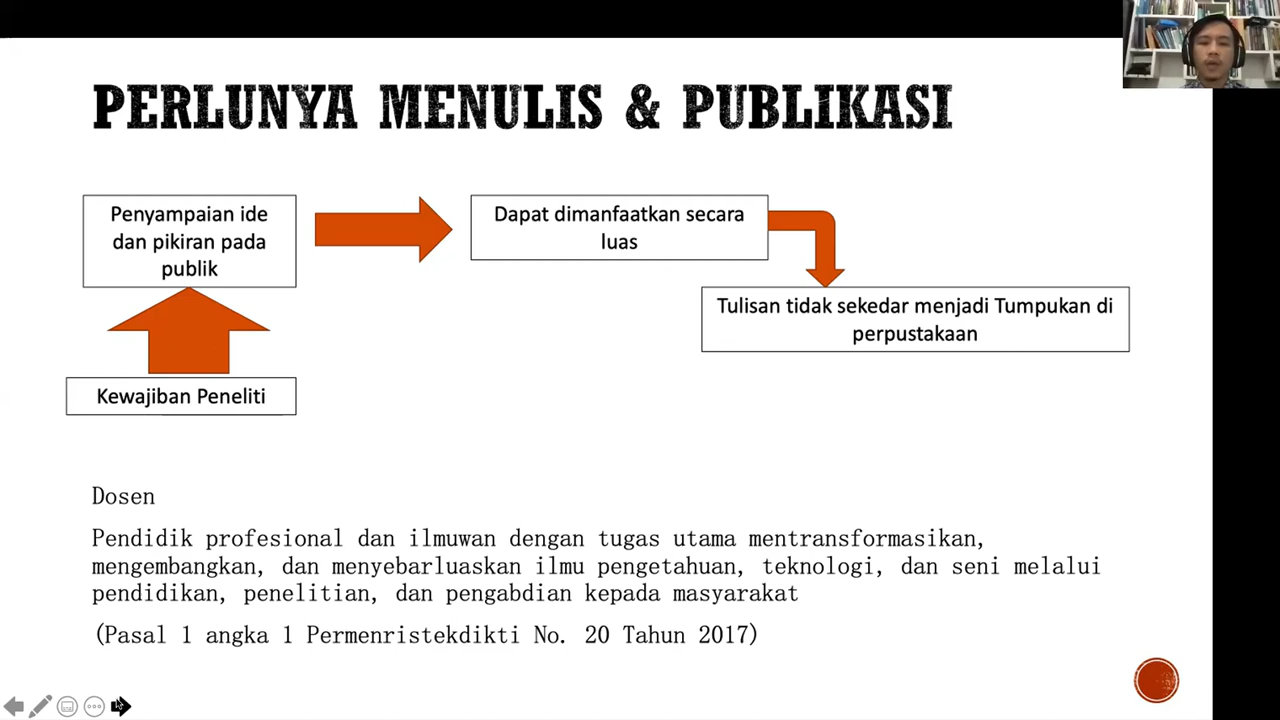 PERLUNYA MENULIS & PUBLIKASI
Penyampaian ide
dan pikiran pada
publik
Dapat dimanfaatkan secara
luas
Tulisan tidak sekedar menjadi Tumpukan di
perpustakaan
Kewajiban Peneliti
Dosen
Pendidik profesional dan ilmuwan dengan tugas utama mentransformasikan,
mengembangkan, dan menyebarluaskan ilmu pengetahuan, teknologi, dan seni melalui
pendidikan, penelitian, dan pengabdian kepada masyarakat
(Pasal 1 angka 1 Permenristekdikti No. 20 Tahun 2017)